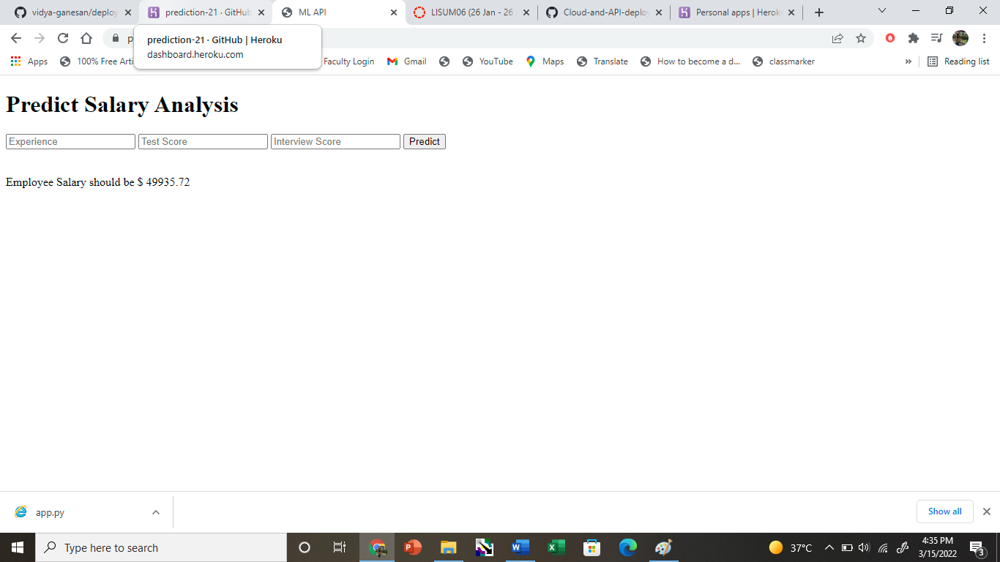 vidya-ganesan/deploy
prediction-21 · GitHub
ML API
LISUM06 (26 Jan - 26
Cloud-and-API-deploy
Personal apps | Heroku
prediction-21 · GitHub | Heroku
dashboard.heroku.com
p
Apps
100% Free Arti
Faculty Login
Gmail
YouTube
Maps
Translate
How to become a d...
classmarker
»
Reading list
Predict Salary Analysis
Experience
Test Score
Interview Score
Predict
Employee Salary should be $ 49935.72
app.py
Show all
Type here to search
37°C
4:35 PM
3/15/2022
3